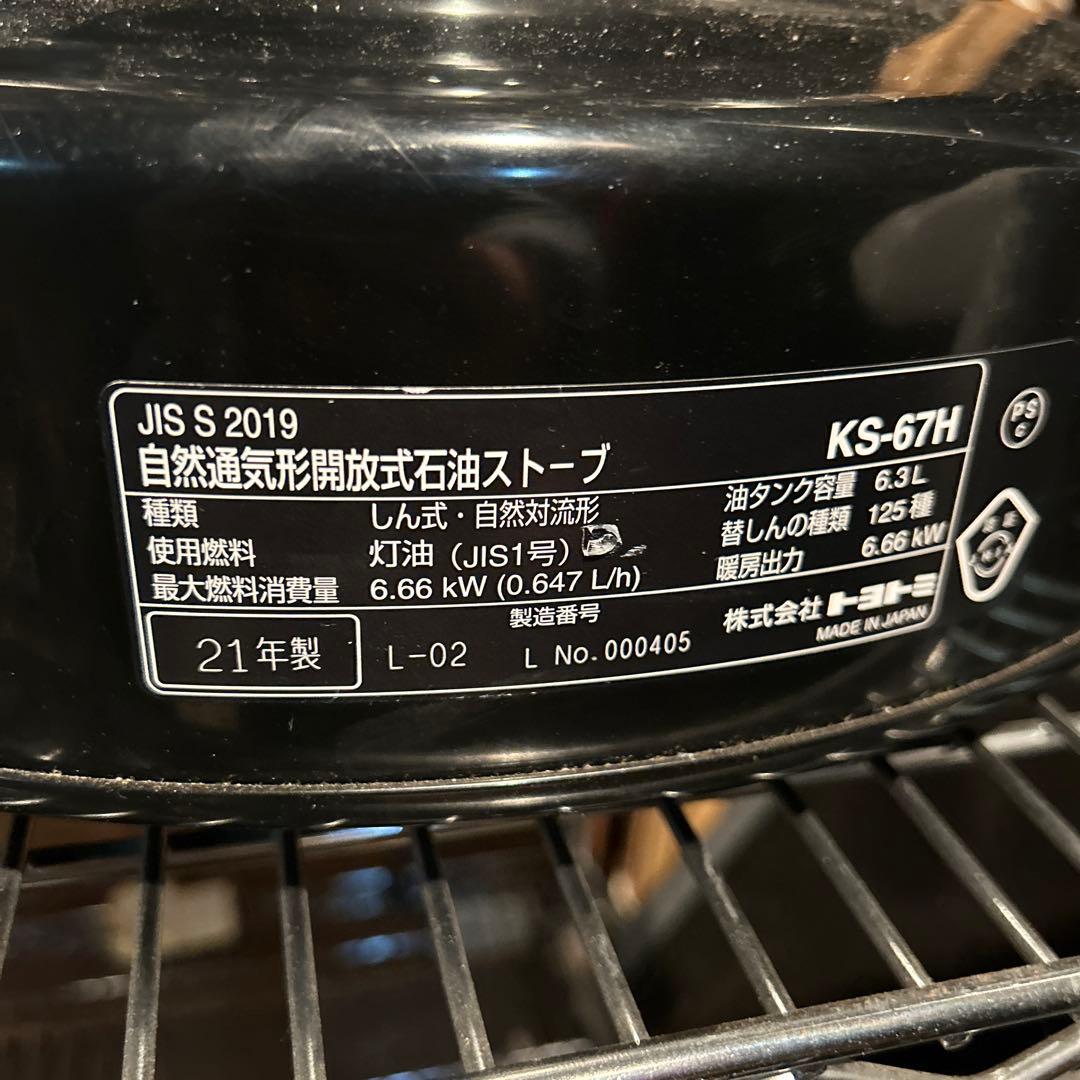 JIS S 2019
自然通気形開放式石油ストーブ
KS-67H
種類 しん式・自然対流形
使用燃料 灯油（JIS1号）
最大燃料消費量 6.66 kW (0.647 L/h)
油タンク容量 6.3L
替しんの種類 125種
暖房出力 6.66 kW
21年製
L-02
製造番号
L No.000405
株式会社トヨトミ
MADE IN JAPAN
PS